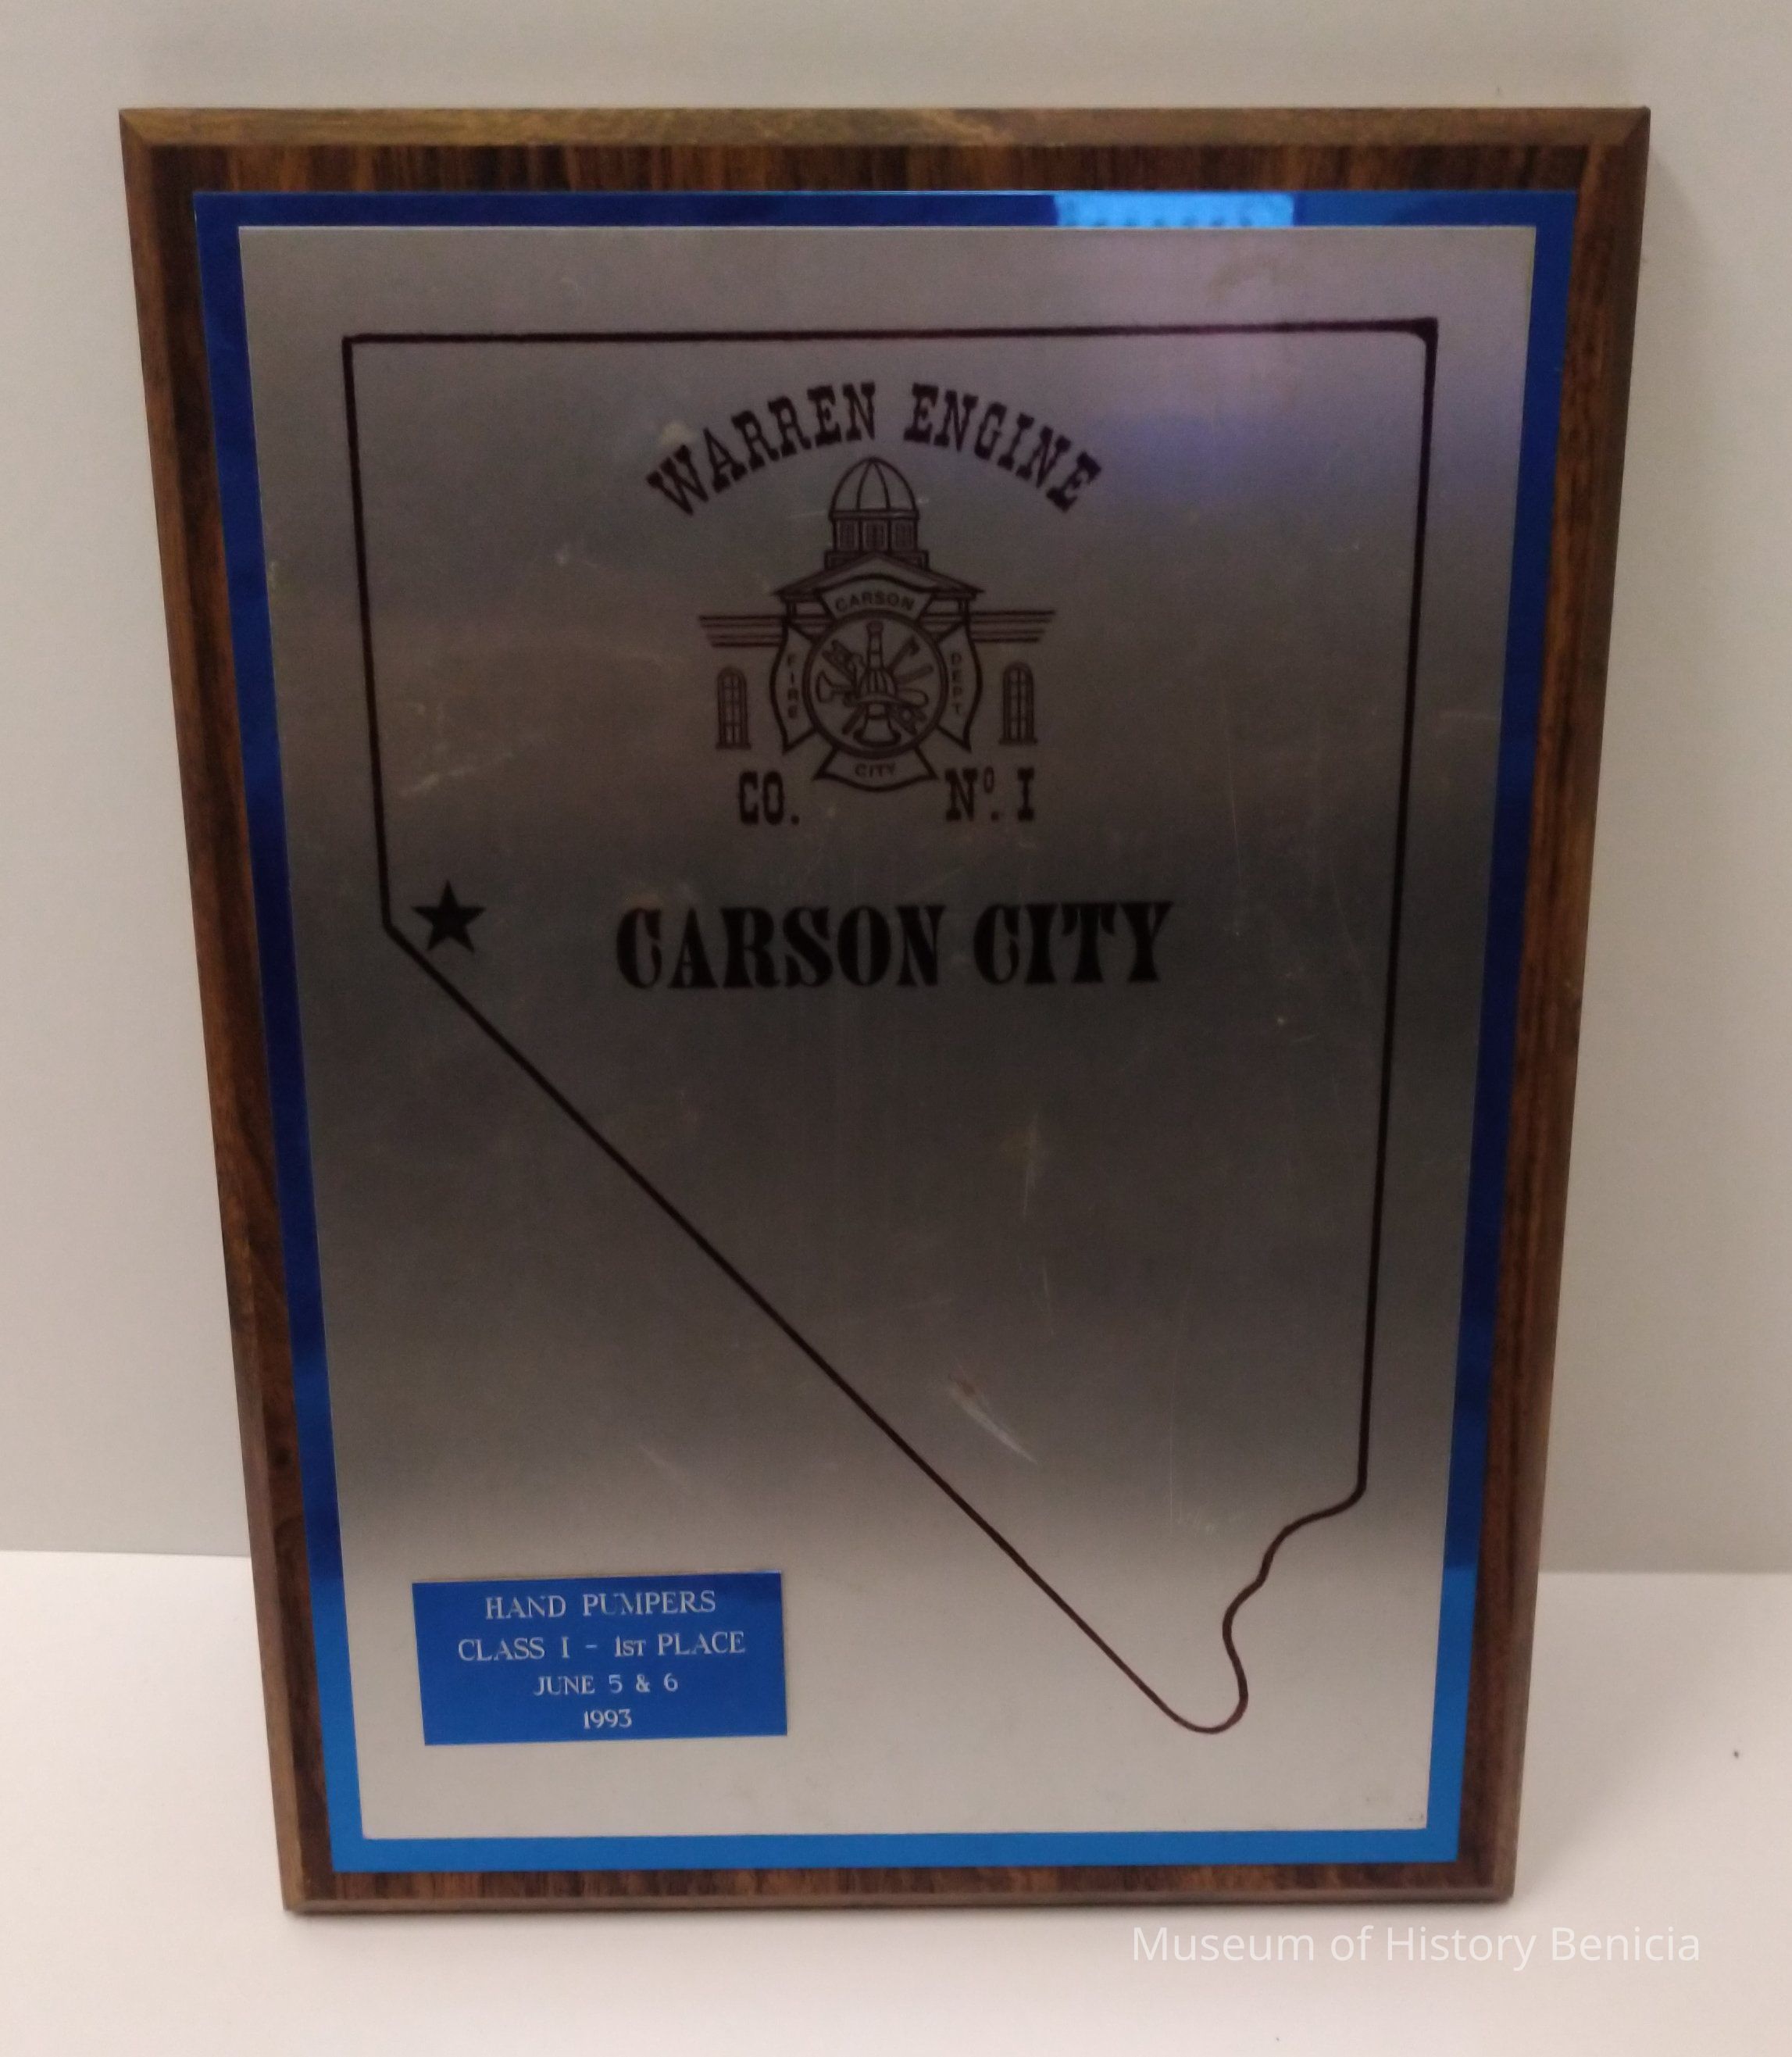 WARREN ENGINE
CARSON
FIRE
DEPT
CITY
CO. Nº. I
CARSON CITY
HAND PUMPERS
CLASS I - 1ST PLACE
JUNE 5 & 6
1993
Museum of History Benicia